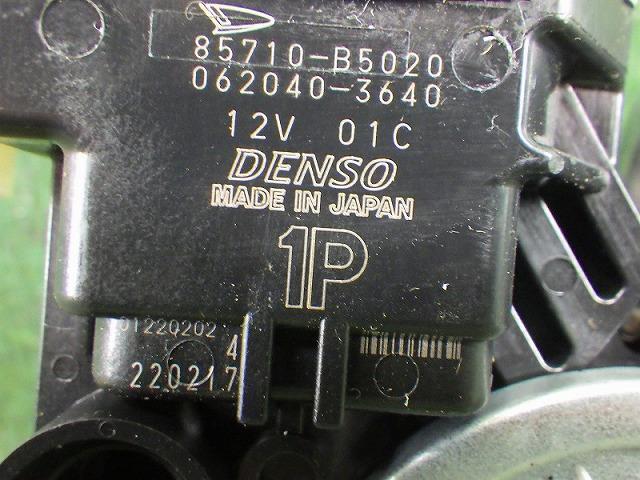 85710-B5020
062040-3640
12V 01C
DENSO
MADE IN JAPAN
1P
01220202
4
220217